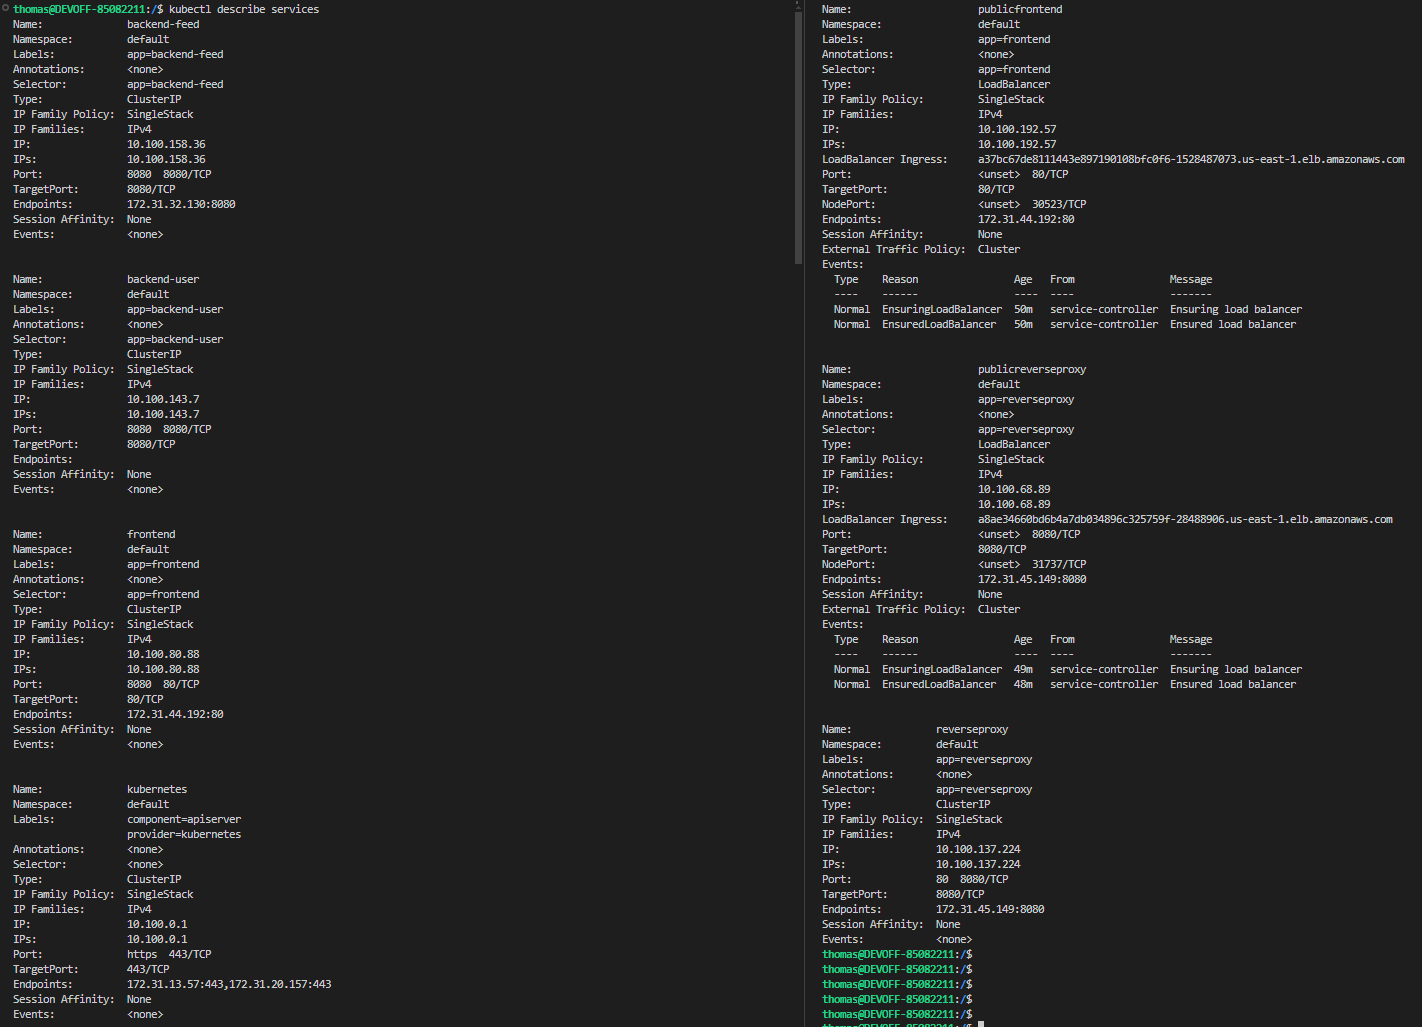 thomas@DEVOFF-85082211:/$ kubectl describe services
Name:              backend-feed
Namespace:         default
Labels:            app=backend-feed
Annotations:       <none>
Selector:          app=backend-feed
Type:              ClusterIP
IP Family Policy:  SingleStack
IP Families:       IPv4
IP:                10.100.158.36
IPs:               10.100.158.36
Port:              8080  8080/TCP
TargetPort:        8080/TCP
Endpoints:         172.31.32.130:8080
Session Affinity:  None
Events:            <none>
Name:              backend-user
Namespace:         default
Labels:            app=backend-user
Annotations:       <none>
Selector:          app=backend-user
Type:              ClusterIP
IP Family Policy:  SingleStack
IP Families:       IPv4
IP:                10.100.143.7
IPs:               10.100.143.7
Port:              8080  8080/TCP
TargetPort:        8080/TCP
Endpoints:
Session Affinity:  None
Events:            <none>
Name:              frontend
Namespace:         default
Labels:            app=frontend
Annotations:       <none>
Selector:          app=frontend
Type:              ClusterIP
IP Family Policy:  SingleStack
IP Families:       IPv4
IP:                10.100.80.88
IPs:               10.100.80.88
Port:              8080  80/TCP
TargetPort:        80/TCP
Endpoints:         172.31.44.192:80
Session Affinity:  None
Events:            <none>
Name:              kubernetes
Namespace:         default
Labels:            component=apiserver
                   provider=kubernetes
Annotations:       <none>
Selector:          <none>
Type:              ClusterIP
IP Family Policy:  SingleStack
IP Families:       IPv4
IP:                10.100.0.1
IPs:               10.100.0.1
Port:              https  443/TCP
TargetPort:        443/TCP
Endpoints:         172.31.13.57:443,172.31.20.157:443
Session Affinity:  None
Events:            <none>
Name:                     publicfrontend
Namespace:                default
Labels:                   app=frontend
Annotations:              <none>
Selector:                 app=frontend
Type:                     LoadBalancer
IP Family Policy:         SingleStack
IP Families:              IPv4
IP:                       10.100.192.57
IPs:                      10.100.192.57
LoadBalancer Ingress:     a37bc67de8111443e897190108bfc0f6-1528487073.us-east-1.elb.amazonaws.com
Port:                     <unset>  80/TCP
TargetPort:               80/TCP
NodePort:                 <unset>  30523/TCP
Endpoints:                172.31.44.192:80
Session Affinity:         None
External Traffic Policy:  Cluster
Events:
  Type    Reason                Age   From                Message
  ----    ------                ----  ----                -------
  Normal  EnsuringLoadBalancer  50m   service-controller  Ensuring load balancer
  Normal  EnsuredLoadBalancer   50m   service-controller  Ensured load balancer
Name:                     publicreverseproxy
Namespace:                default
Labels:                   app=reverseproxy
Annotations:              <none>
Selector:                 app=reverseproxy
Type:                     LoadBalancer
IP Family Policy:         SingleStack
IP Families:              IPv4
IP:                       10.100.68.89
IPs:                      10.100.68.89
LoadBalancer Ingress:     a8ae34660bd6b4a7db034896c325759f-28488906.us-east-1.elb.amazonaws.com
Port:                     <unset>  8080/TCP
TargetPort:               8080/TCP
NodePort:                 <unset>  31737/TCP
Endpoints:                172.31.45.149:8080
Session Affinity:         None
External Traffic Policy:  Cluster
Events:
  Type    Reason                Age   From                Message
  ----    ------                ----  ----                -------
  Normal  EnsuringLoadBalancer  49m   service-controller  Ensuring load balancer
  Normal  EnsuredLoadBalancer   48m   service-controller  Ensured load balancer
Name:              reverseproxy
Namespace:         default
Labels:            app=reverseproxy
Annotations:       <none>
Selector:          app=reverseproxy
Type:              ClusterIP
IP Family Policy:  SingleStack
IP Families:       IPv4
IP:                10.100.137.224
IPs:               10.100.137.224
Port:              80  8080/TCP
TargetPort:        8080/TCP
Endpoints:         172.31.45.149:8080
Session Affinity:  None
Events:            <none>
thomas@DEVOFF-85082211:/$
thomas@DEVOFF-85082211:/$
thomas@DEVOFF-85082211:/$
thomas@DEVOFF-85082211:/$
thomas@DEVOFF-85082211:/$
thomas@DEVOFF-85082211:/$